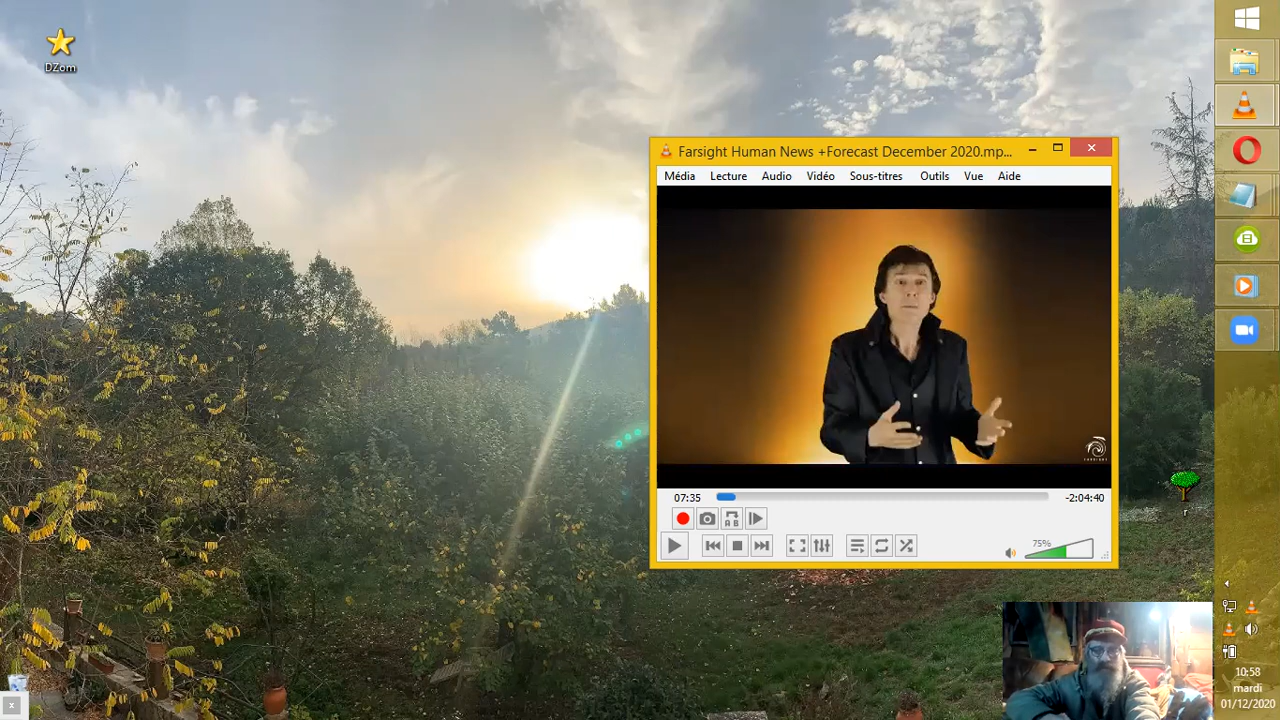 DZom
Farsight Human News +Forecast December 2020.mp...
Média Lecture Audio Vidéo Sous-titres Outils Vue Aide
07:35
-2:04:40
A B
75%
r
10:58
mardi
01/12/2020